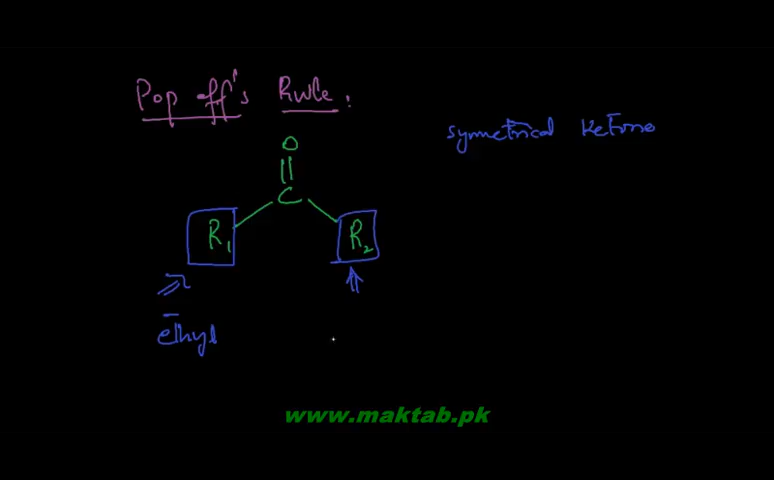 Pop off's Rule:
symmetrical Ketone
O
C
R1 R2
ethyl
www.maktab.pk